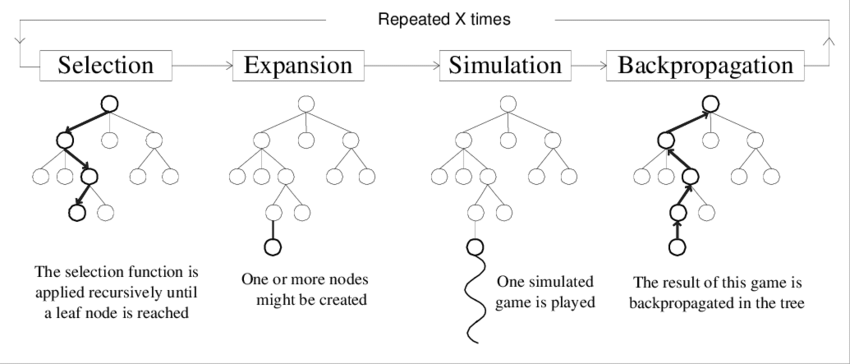 Repeated X times
Selection
Expansion
Simulation
Backpropagation
The selection function is
applied recursively until
a leaf node is reached
One or more nodes
might be created
One simulated
game is played
The result of this game is
backpropagated in the tree